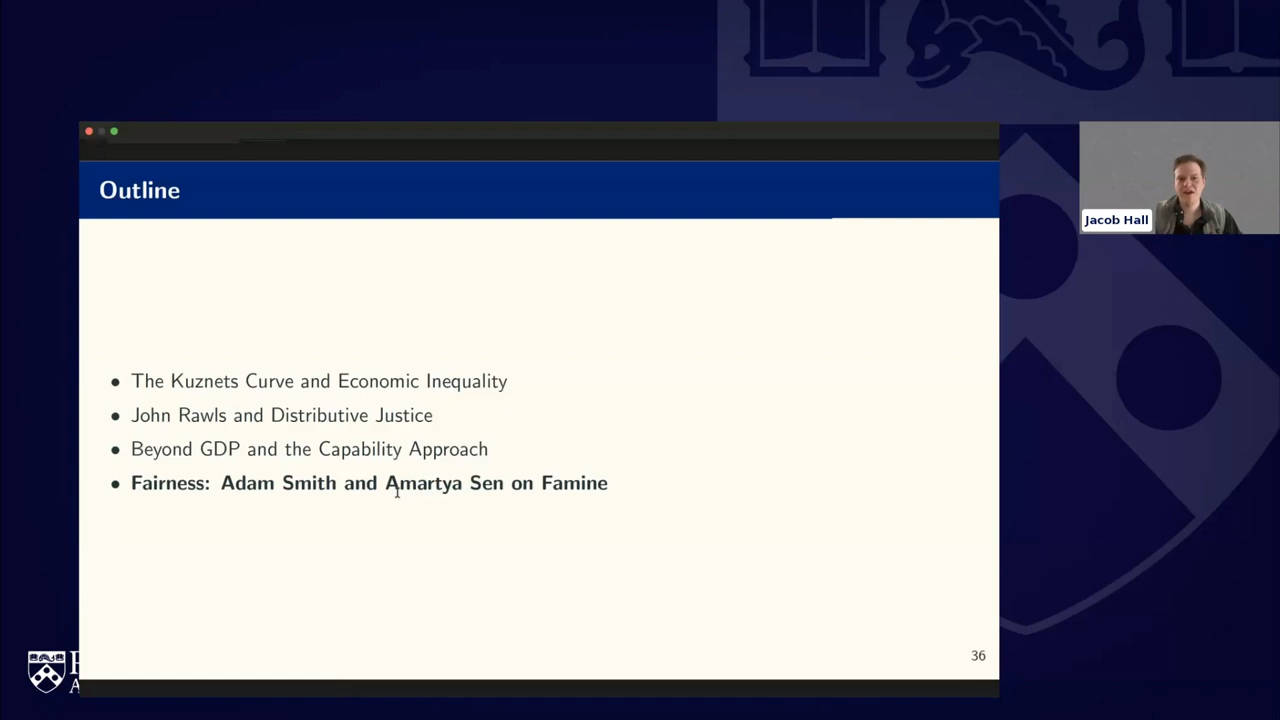 Outline
Jacob Hall
• The Kuznets Curve and Economic Inequality
• John Rawls and Distributive Justice
• Beyond GDP and the Capability Approach
• Fairness: Adam Smith and Amartya Sen on Famine
36